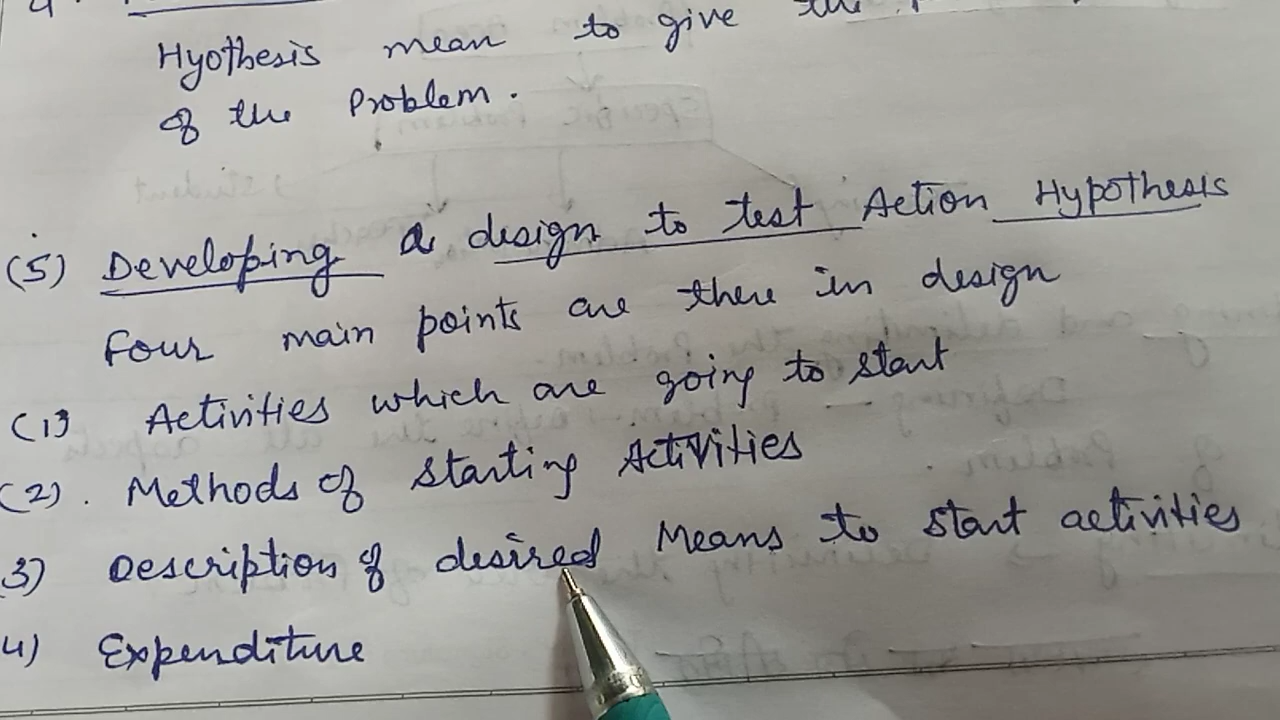 4.
Hyothesis mean to give the
of the Problem.
(5) Developing a design to test Action Hypothesis
Four main points are there in design
(1) Activities which are going to start
(2). Methods of starting Activities
3) Description of desired Means to start activities
4) Expenditure